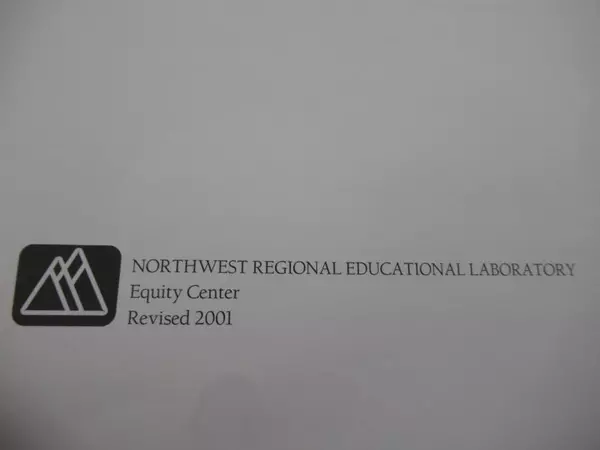 NORTHWEST REGIONAL EDUCATIONAL LABORATORY
Equity Center
Revised 2001